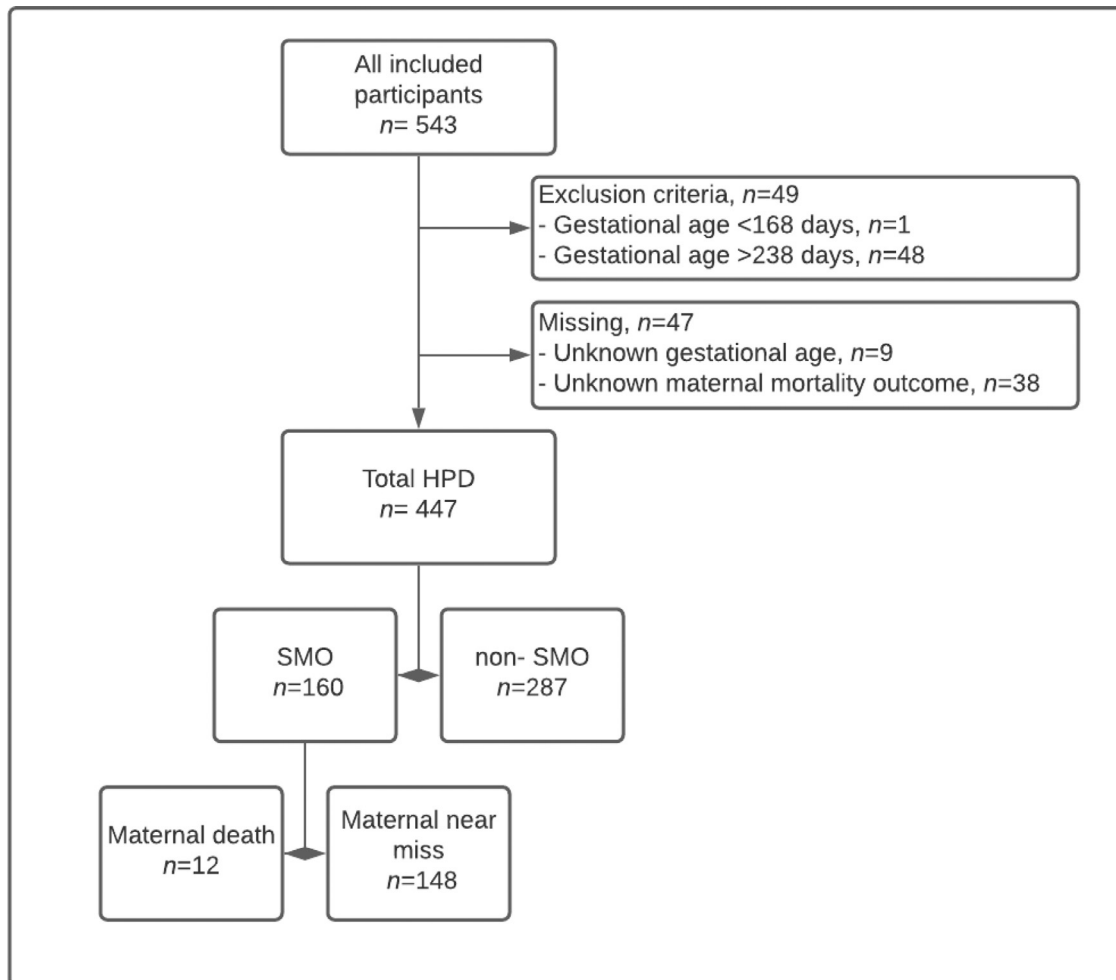 All included
participants
n= 543
Exclusion criteria, n=49
- Gestational age <168 days, n=1
- Gestational age >238 days, n=48
Missing, n=47
- Unknown gestational age, n=9
- Unknown maternal mortality outcome, n=38
Total HPD
n= 447
SMO
n=160
non- SMO
n=287
Maternal death
n=12
Maternal near
miss
n=148